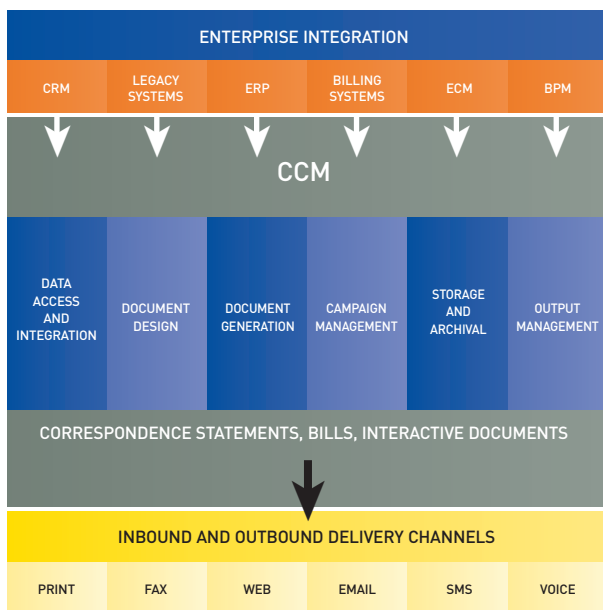 ENTERPRISE INTEGRATION
CRM
LEGACY
SYSTEMS
ERP
BILLING
SYSTEMS
ECM
BPM
CCM
DATA
ACCESS
AND
INTEGRATION
DOCUMENT
DESIGN
DOCUMENT
GENERATION
CAMPAIGN
MANAGEMENT
STORAGE
AND
ARCHIVAL
OUTPUT
MANAGEMENT
CORRESPONDENCE STATEMENTS, BILLS, INTERACTIVE DOCUMENTS
INBOUND AND OUTBOUND DELIVERY CHANNELS
PRINT
FAX
WEB
EMAIL
SMS
VOICE